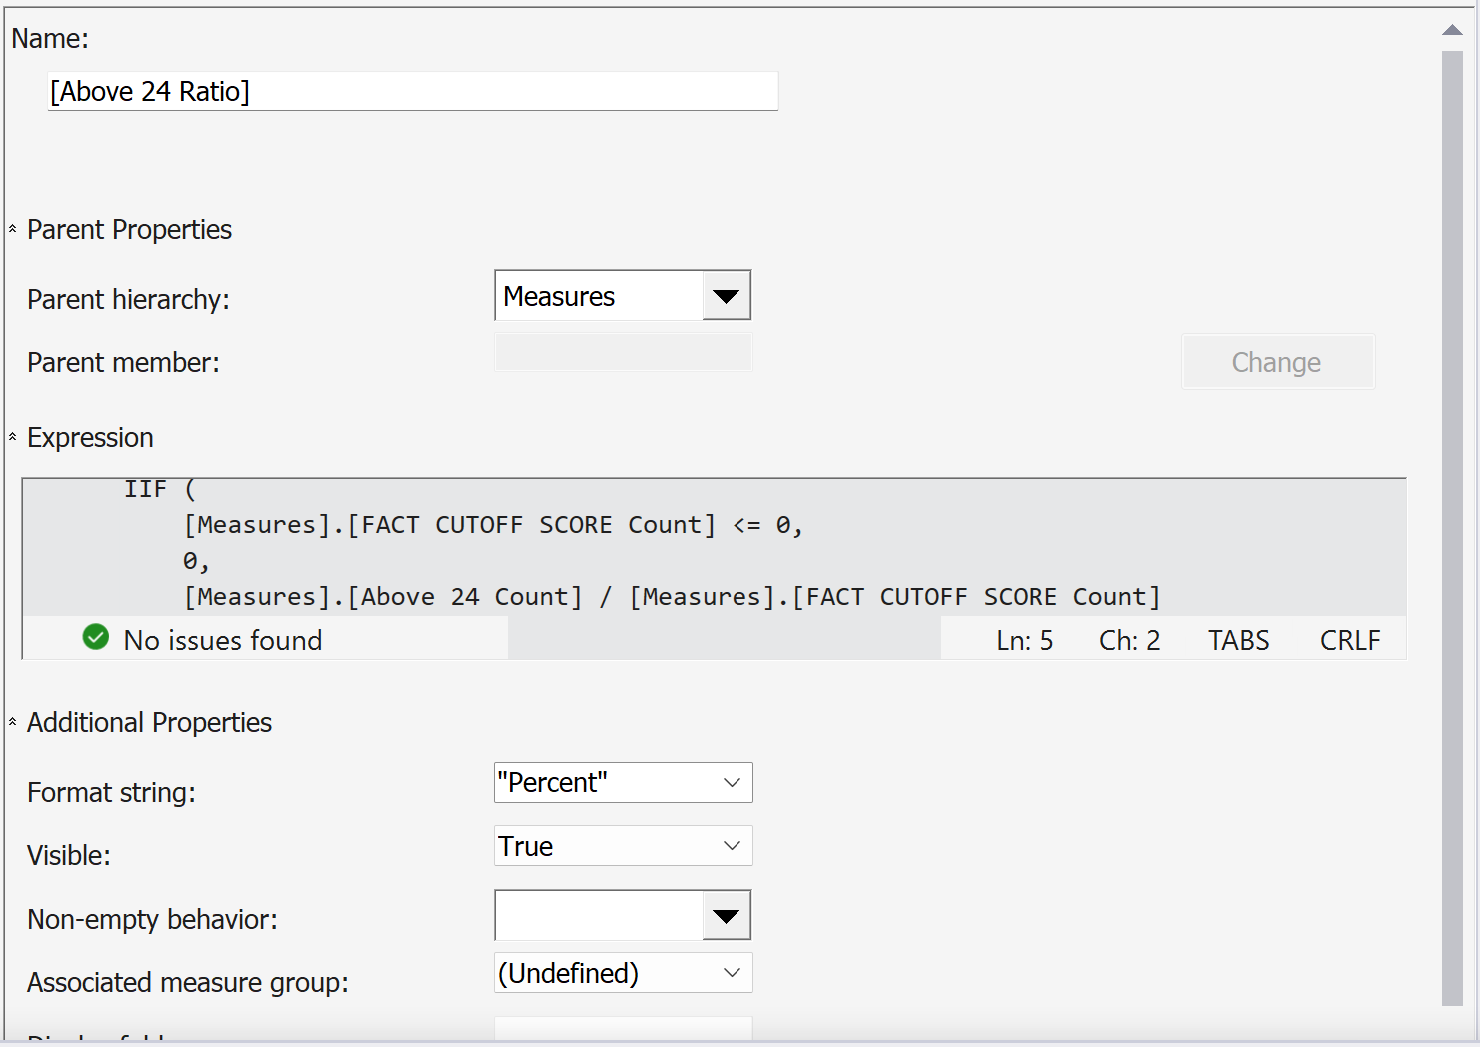 Name:
[Above 24 Ratio]
Parent Properties
Parent hierarchy: Measures
Parent member: Change
Expression
IIF (
[Measures].[FACT CUTOFF SCORE Count] <= 0,
0,
[Measures].[Above 24 Count] / [Measures].[FACT CUTOFF SCORE Count]
No issues found Ln: 5 Ch: 2 TABS CRLF
Additional Properties
Format string: "Percent"
Visible: True
Non-empty behavior:
Associated measure group: (Undefined)